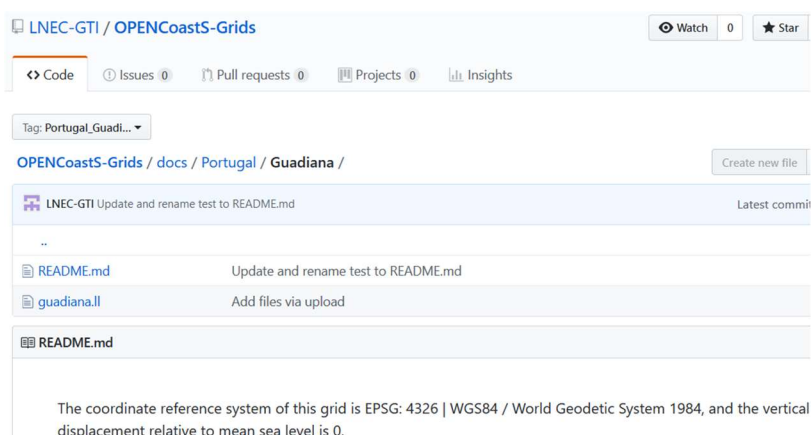 LNEC-GTI / OPENCoastS-Grids Watch 0 Star
Code Issues 0 Pull requests 0 Projects 0 Insights
Tag: Portugal_Guadi...
OPENCoastS-Grids / docs / Portugal / Guadiana / Create new file
LNEC-GTI Update and rename test to README.md Latest commit
..
README.md Update and rename test to README.md
guadiana.ll Add files via upload
README.md
The coordinate reference system of this grid is EPSG: 4326 | WGS84 / World Geodetic System 1984, and the vertical
displacement relative to mean sea level is 0.